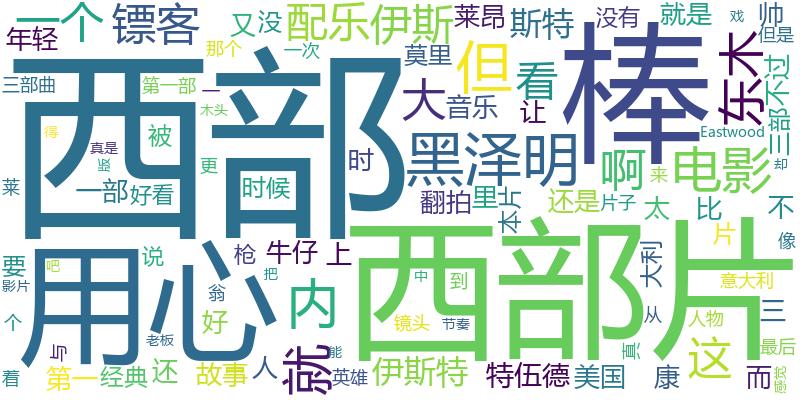 一个
镖客
又没
配乐
伊斯
莱昂
斯特
没有
就是
戏
帅
年轻
那个
一次
莫里
但
看
但是
三部曲
第一部
大
音乐
让
棒
东木
不过
三部
西部
一
木头
被
时
黑泽明
啊
电影
Eastwood
得
真是
竖
更
时候
莱
一部
好看
翻拍
里
本片
还是
片子
来
却
太
比
不
用心
西部片
要
说
枪
牛仔
上
片
像
影片
吧
把
内
中
到
大利
意大利
个
翁
好
镜头
节奏
从
人物
三
与
老板
就
能
真
这
最后
着
第一
经典
还
故事
人
英雄
伊斯特
特伍德
美国
康
而
感觉